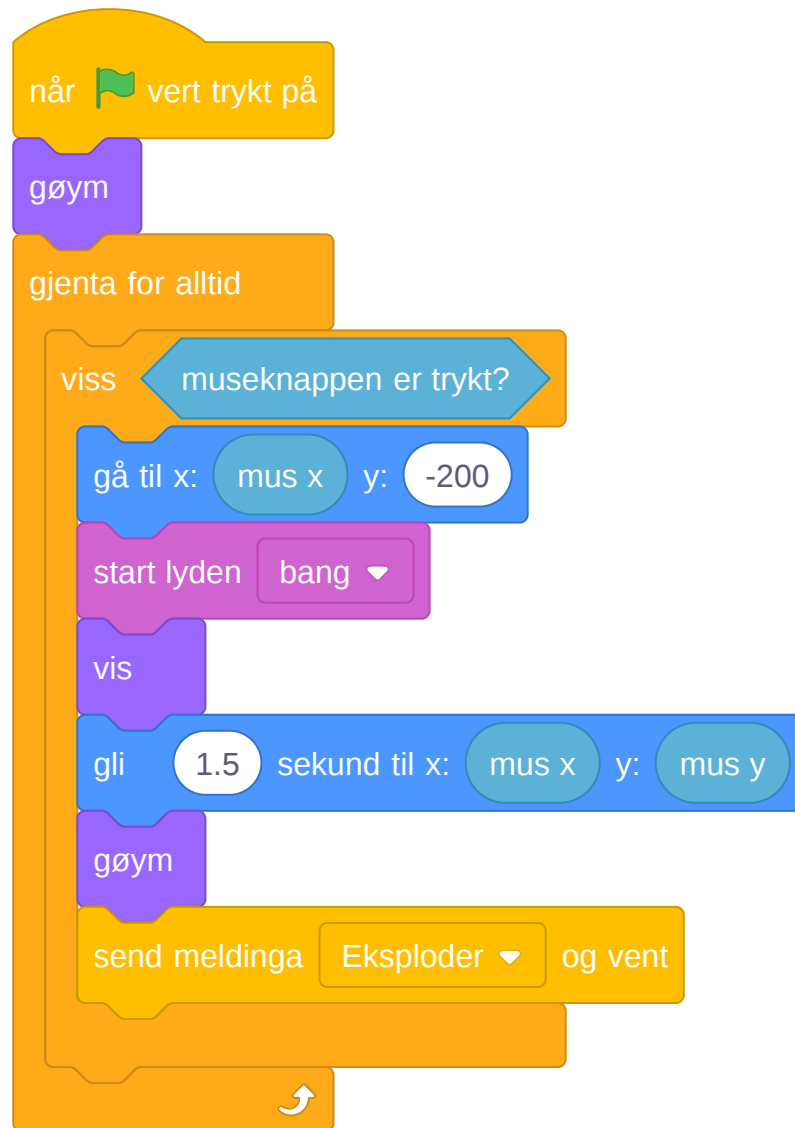 når vert trykt på
gøym
gjenta for alltid
viss museknappen er trykt?
gå til x: mus x y: -200
start lyden bang
vis
gli 1.5 sekund til x: mus x y: mus y
gøym
send meldinga Eksploder og vent